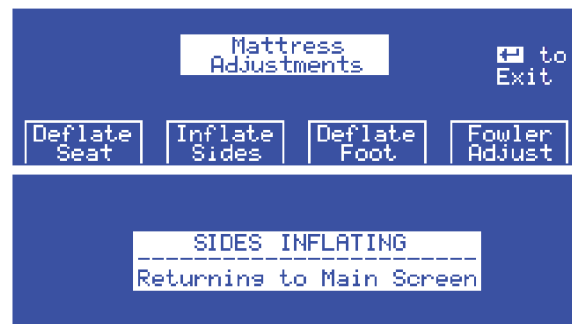 Mattress
Adjustments
↵ to
Exit
Deflate Seat
Inflate Sides
Deflate Foot
Fowler Adjust
SIDES INFLATING
Returning to Main Screen